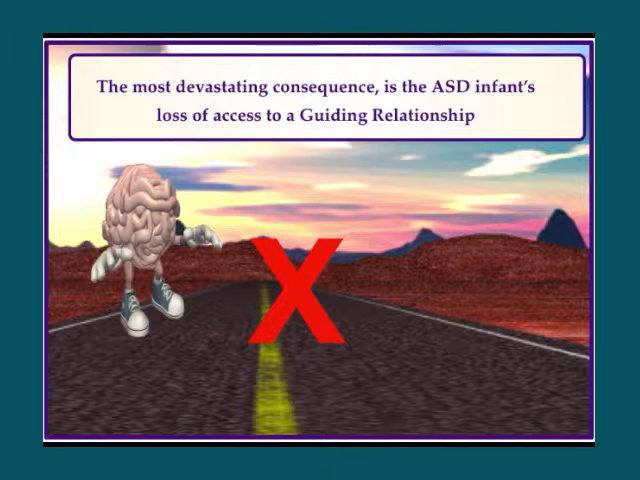 The most devastating consequence, is the ASD infant's
loss of access to a Guiding Relationship
X